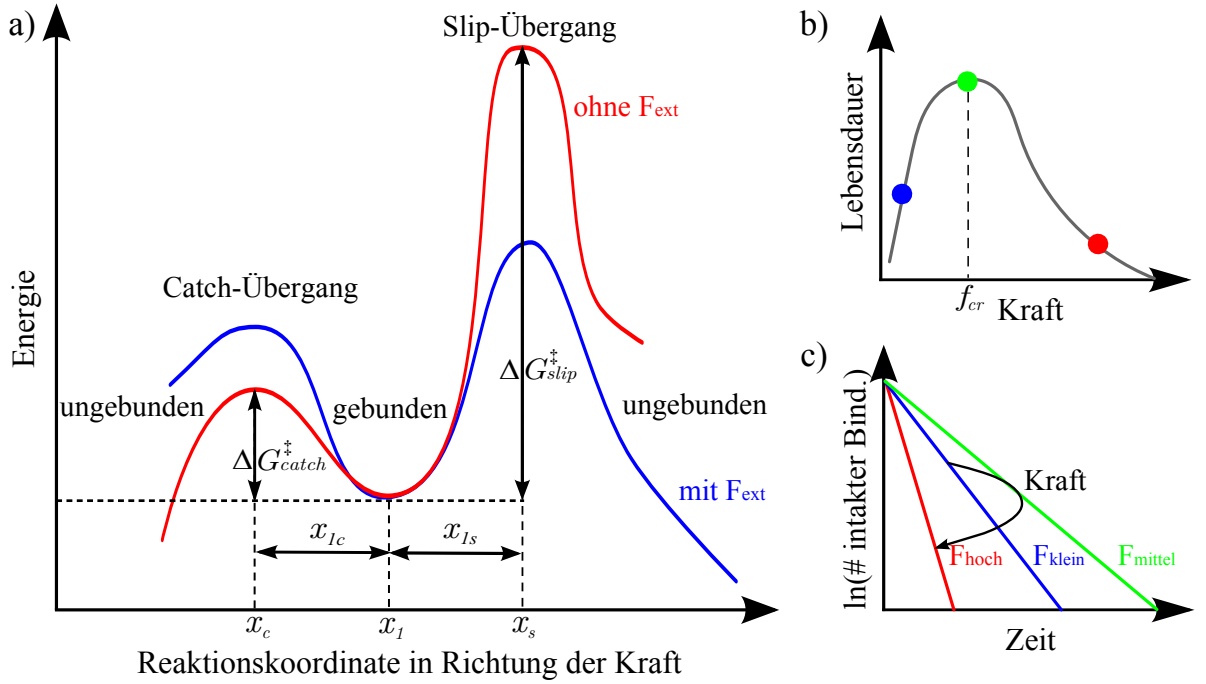 a)
Slip-Übergang
ohne Fext
Energie
Catch-Übergang
ungebunden
gebunden
ΔG‡catch
ΔG‡slip
ungebunden
mit Fext
x1c
x1s
xc
x1
xs
Reaktionskoordinate in Richtung der Kraft
b)
Lebensdauer
fcr
Kraft
c)
ln(# intakter Bind.)
Kraft
Fhoch
Fklein
Fmittel
Zeit